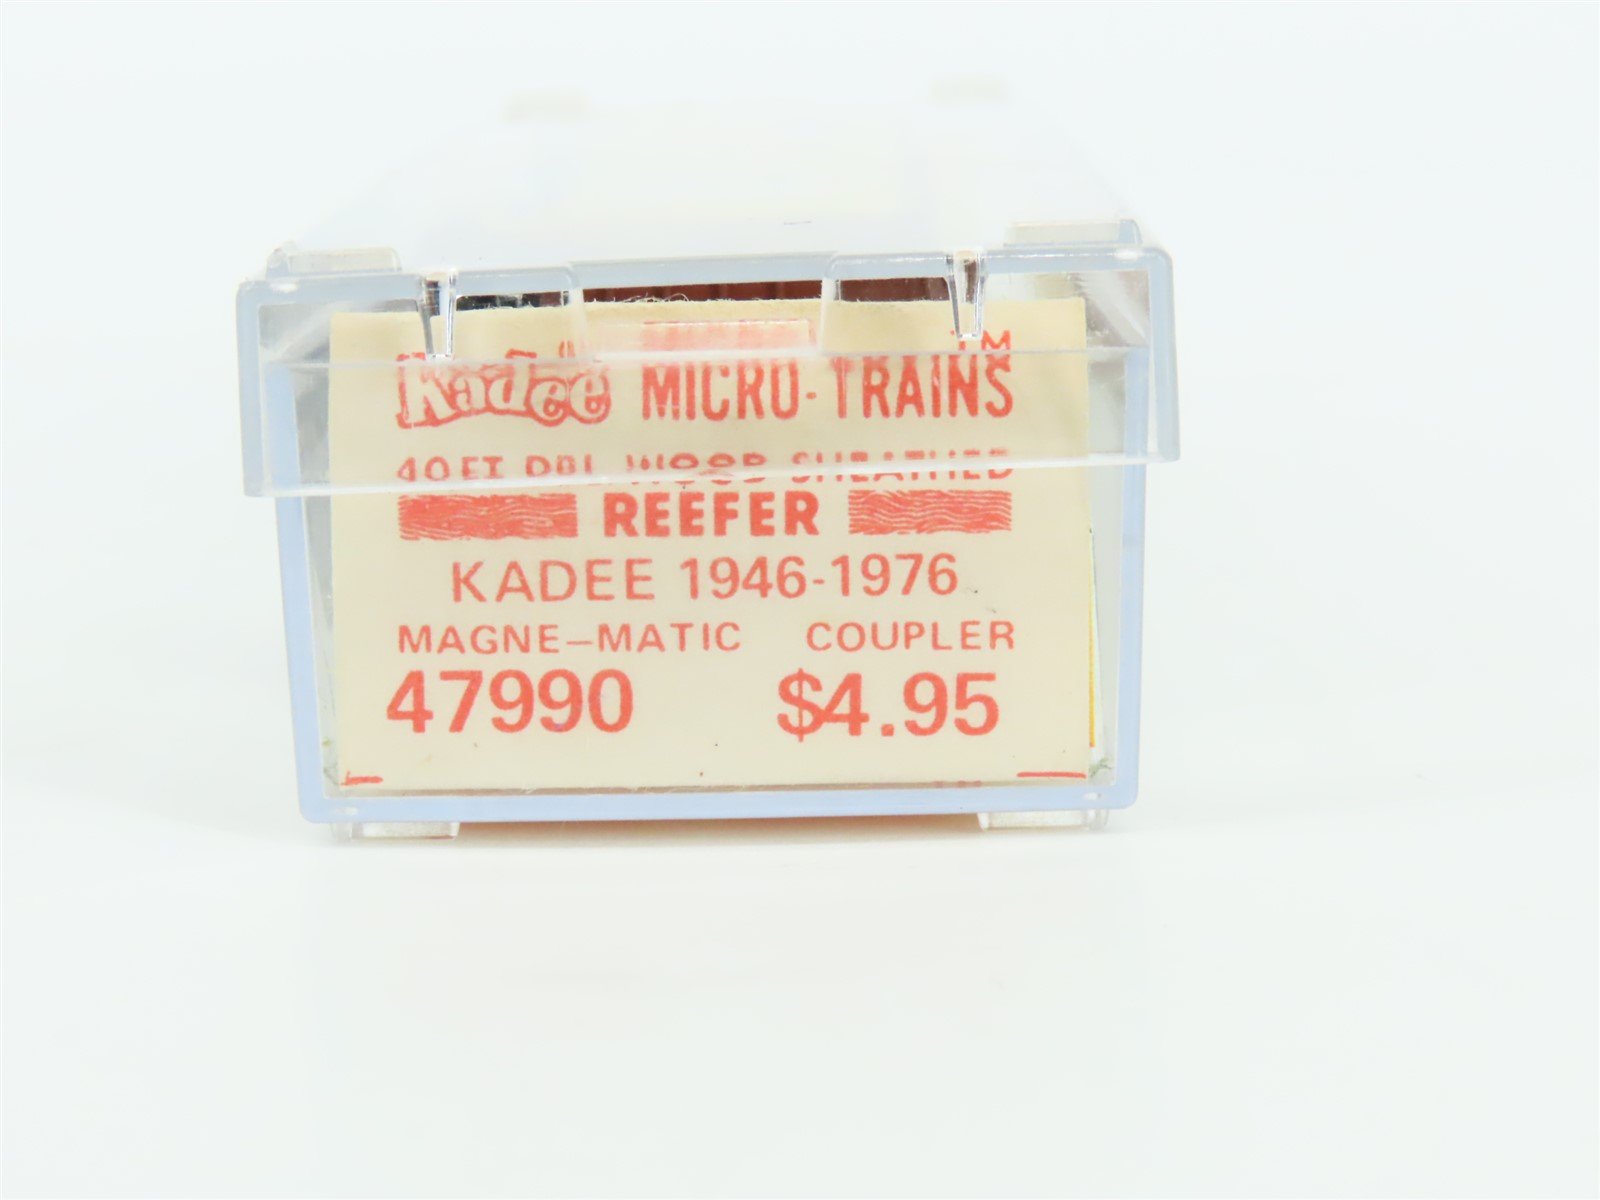 Kadee MICRO-TRAINS TM
40 FT DBL WOOD SHEATHED
REEFER
KADEE 1946-1976
MAGNE-MATIC COUPLER
47990 $4.95